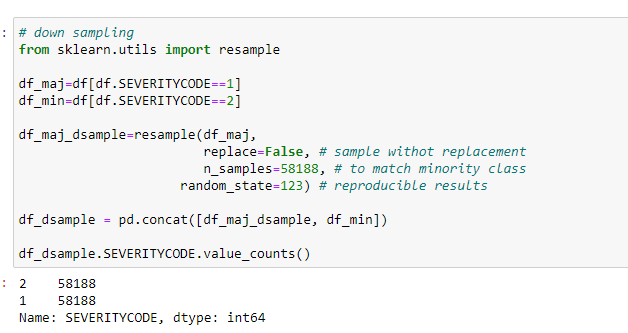 : # down sampling
from sklearn.utils import resample
df_maj=df[df.SEVERITYCODE==1]
df_min=df[df.SEVERITYCODE==2]
df_maj_dsample=resample(df_maj,
replace=False, # sample withot replacement
n_samples=58188, # to match minority class
random_state=123) # reproducible results
df_dsample = pd.concat([df_maj_dsample, df_min])
df_dsample.SEVERITYCODE.value_counts()
: 2    58188
1    58188
Name: SEVERITYCODE, dtype: int64